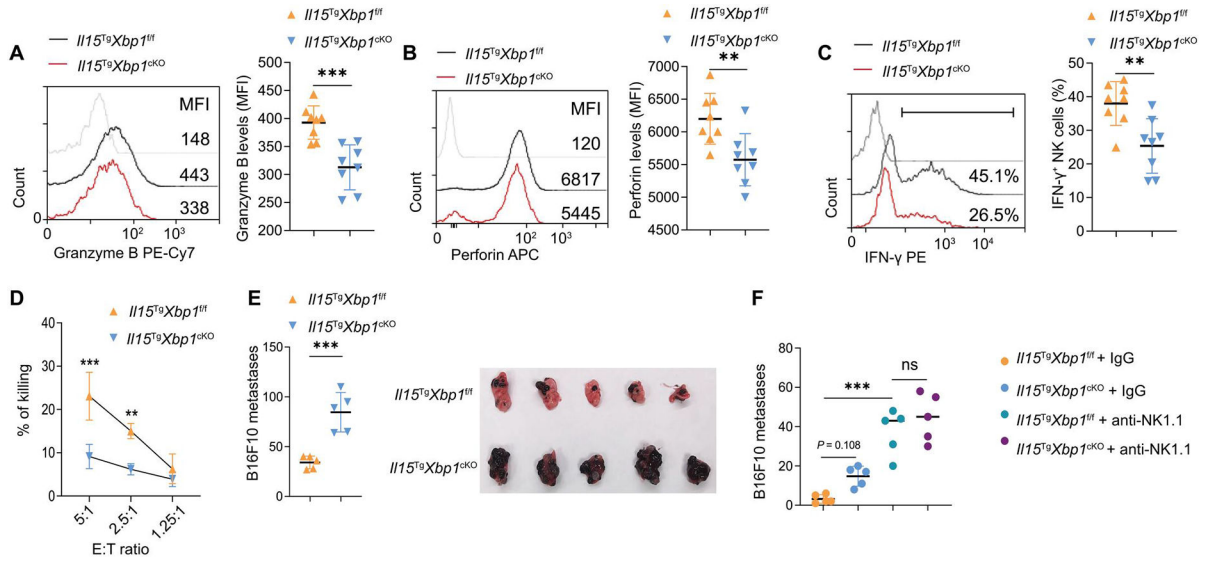 A
Il15ᵀᵍXbp1ᶠ/ᶠ
Il15ᵀᵍXbp1ᶜᴷᴼ
MFI
148
443
338
Count
0
0
10² 10³
Granzyme B PE-Cy7
Il15ᵀᵍXbp1ᶠ/ᶠ
Il15ᵀᵍXbp1ᶜᴷᴼ
Granzyme B levels (MFI)
500
450
400
350
300
250
200
***
B
Il15ᵀᵍXbp1ᶠ/ᶠ
Il15ᵀᵍXbp1ᶜᴷᴼ
MFI
120
6817
5445
Count
0
10² 10³
Perforin APC
Il15ᵀᵍXbp1ᶠ/ᶠ
Il15ᵀᵍXbp1ᶜᴷᴼ
Perforin levels (MFI)
7000
6500
6000
5500
5000
4500
**
C
Il15ᵀᵍXbp1ᶠ/ᶠ
Il15ᵀᵍXbp1ᶜᴷᴼ
45.1%
26.5%
Count
0 10³ 10⁴
IFN-γ PE
Il15ᵀᵍXbp1ᶠ/ᶠ
Il15ᵀᵍXbp1ᶜᴷᴼ
IFN-γ⁺ NK cells (%)
50
40
30
20
10
0
**
D
Il15ᵀᵍXbp1ᶠ/ᶠ
Il15ᵀᵍXbp1ᶜᴷᴼ
% of killing
40
30
20
10
0
***
**
5:1 2.5:1 1.25:1
E:T ratio
E
Il15ᵀᵍXbp1ᶠ/ᶠ
Il15ᵀᵍXbp1ᶜᴷᴼ
B16F10 metastases
150
100
50
0
***
Il15ᵀᵍXbp1ᶠ/ᶠ
Il15ᵀᵍXbp1ᶜᴷᴼ
F
B16F10 metastases
80
60
40
20
0
P = 0.108
***
ns
Il15ᵀᵍXbp1ᶠ/ᶠ + IgG
Il15ᵀᵍXbp1ᶜᴷᴼ + IgG
Il15ᵀᵍXbp1ᶠ/ᶠ + anti-NK1.1
Il15ᵀᵍXbp1ᶜᴷᴼ + anti-NK1.1